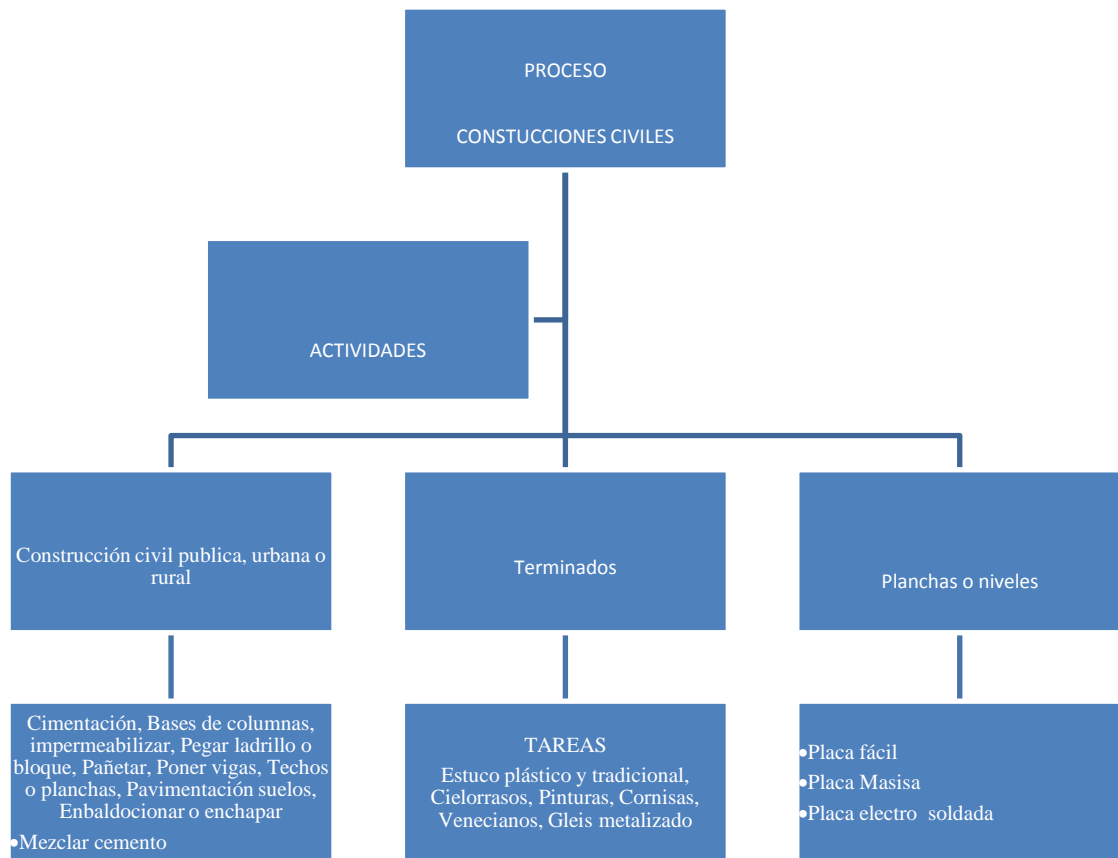 PROCESO
CONSTUCCIONES CIVILES
ACTIVIDADES
Construcción civil publica, urbana o
rural
Terminados
Planchas o niveles
Cimentación, Bases de columnas,
impermeabilizar, Pegar ladrillo o
bloque, Pañetar, Poner vigas, Techos
o planchas, Pavimentación suelos,
Enbaldocionar o enchapar
•Mezclar cemento
TAREAS
Estuco plástico y tradicional,
Cielorrasos, Pinturas, Cornisas,
Venecianos, Gleis metalizado
•Placa fácil
•Placa Masisa
•Placa electro soldada